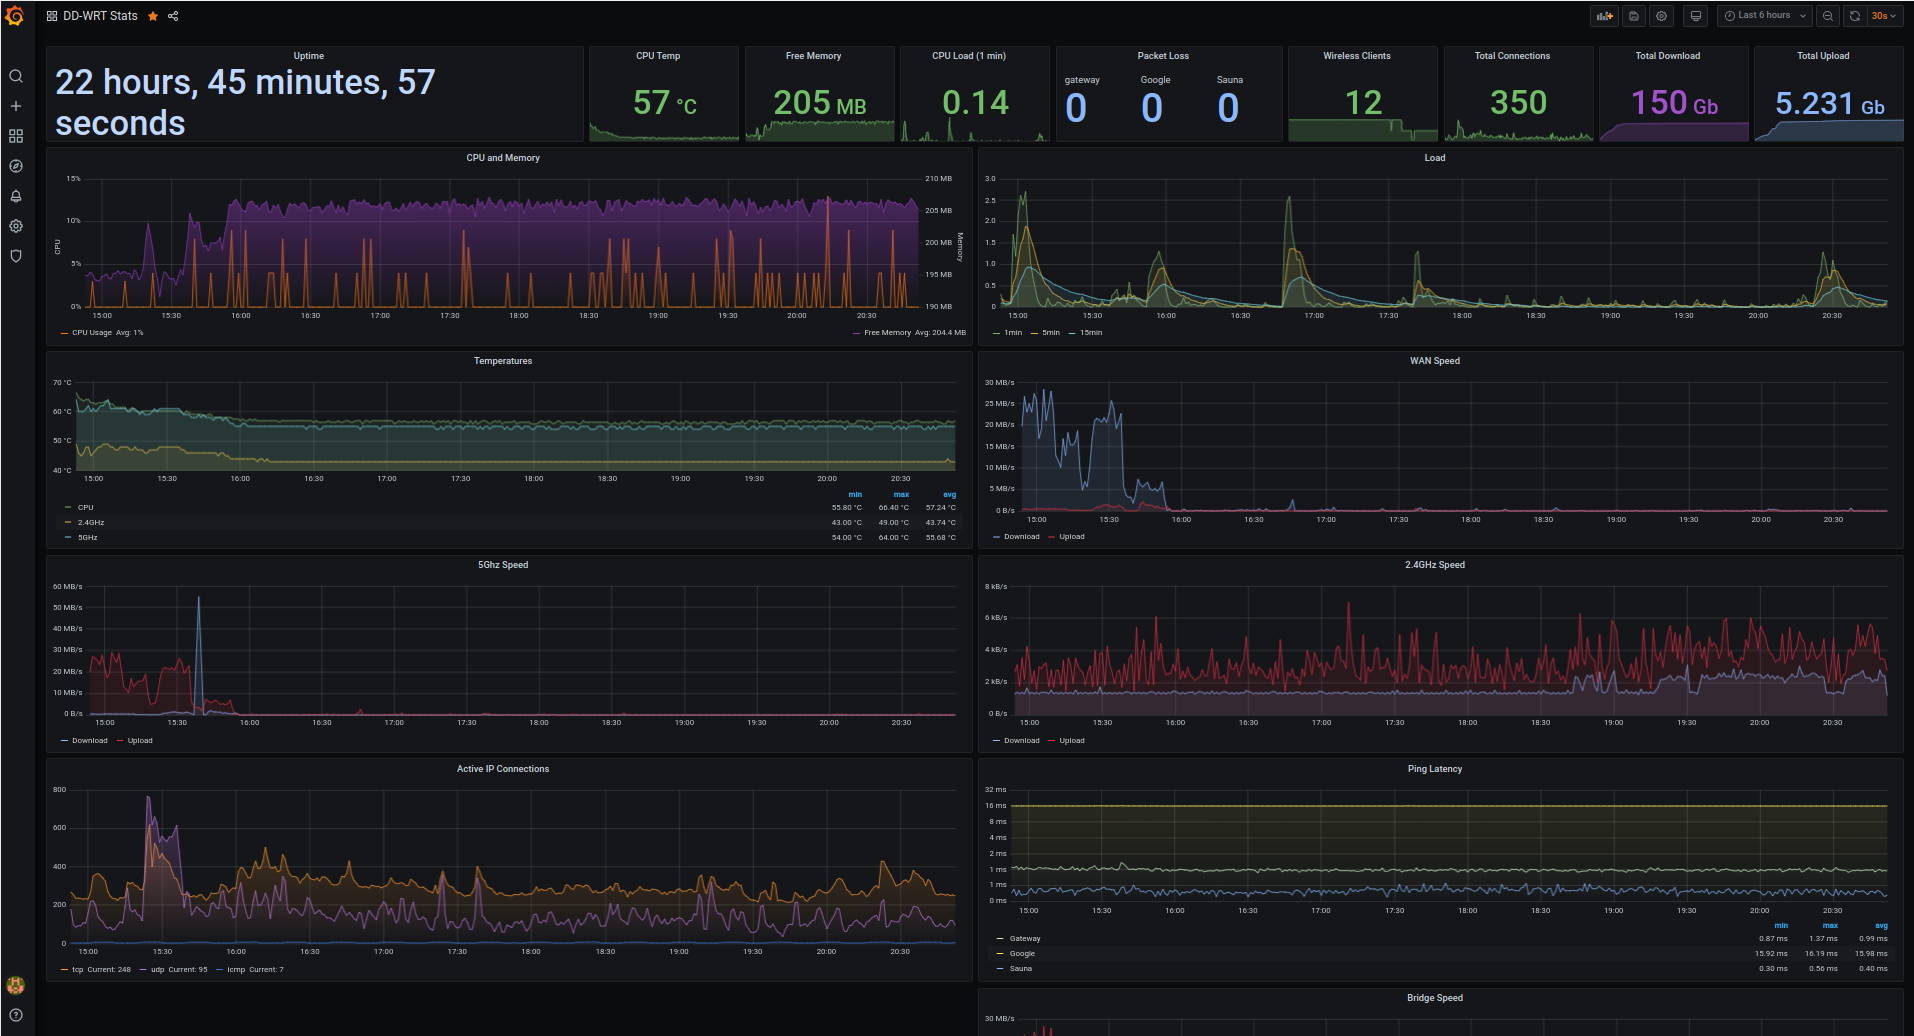 DD-WRT Stats
Last 6 hours
30s
Uptime
22 hours, 45 minutes, 57
seconds
CPU Temp
57 °C
Free Memory
205 MB
CPU Load (1 min)
0.14
Packet Loss
gateway Google Sauna
0 0 0
Wireless Clients
12
Total Connections
350
Total Download
150 Gb
Total Upload
5.231 Gb
CPU and Memory
15% 210 MB
205 MB
10%
200 MB
CPU
Memory
5%
195 MB
0% 190 MB
15:00 15:30 16:00 16:30 17:00 17:30 18:00 18:30 19:00 19:30 20:00 20:30
CPU Usage Avg: 1% Free Memory Avg: 204.4 MB
Load
3.0
2.5
2.0
1.5
1.0
0.5
0
15:00 15:30 16:00 16:30 17:00 17:30 18:00 18:30 19:00 19:30 20:00 20:30
1min 5min 15min
Temperatures
70 °C
60 °C
50 °C
40 °C
15:00 15:30 16:00 16:30 17:00 17:30 18:00 18:30 19:00 19:30 20:00 20:30
min max avg
CPU 55.80 °C 66.40 °C 57.24 °C
2.4GHz 43.00 °C 49.00 °C 43.74 °C
5GHz 54.00 °C 64.00 °C 55.68 °C
WAN Speed
30 MB/s
25 MB/s
20 MB/s
15 MB/s
10 MB/s
5 MB/s
0 B/s
15:00 15:30 16:00 16:30 17:00 17:30 18:00 18:30 19:00 19:30 20:00 20:30
Download Upload
5Ghz Speed
60 MB/s
50 MB/s
40 MB/s
30 MB/s
20 MB/s
10 MB/s
0 B/s
15:00 15:30 16:00 16:30 17:00 17:30 18:00 18:30 19:00 19:30 20:00 20:30
Download Upload
2.4GHz Speed
8 kB/s
6 kB/s
4 kB/s
2 kB/s
0 B/s
15:00 15:30 16:00 16:30 17:00 17:30 18:00 18:30 19:00 19:30 20:00 20:30
Download Upload
Active IP Connections
800
600
400
200
0
15:00 15:30 16:00 16:30 17:00 17:30 18:00 18:30 19:00 19:30 20:00 20:30
tcp Current: 248 udp Current: 95 icmp Current: 7
Ping Latency
32 ms
16 ms
8 ms
4 ms
2 ms
1 ms
1 ms
0 ms
15:00 15:30 16:00 16:30 17:00 17:30 18:00 18:30 19:00 19:30 20:00 20:30
min max avg
Gateway 0.87 ms 1.37 ms 0.99 ms
Google 15.92 ms 16.19 ms 15.98 ms
Sauna 0.30 ms 0.56 ms 0.40 ms
Bridge Speed
30 MB/s